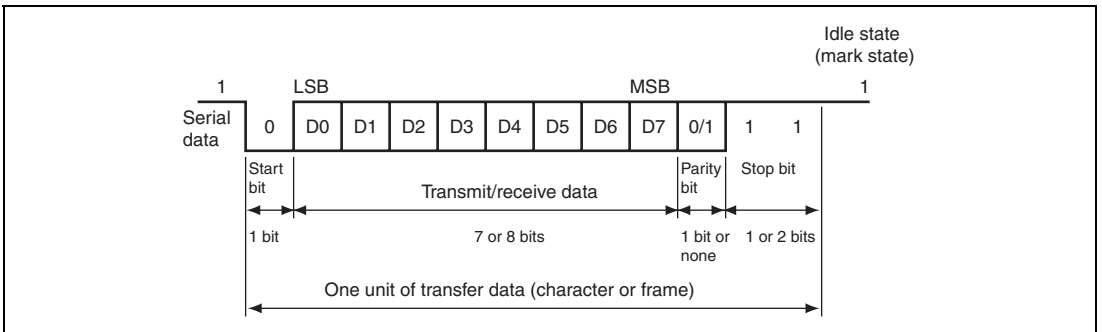 Idle state
(mark state)
1 LSB MSB 1
Serial
data
0 D0 D1 D2 D3 D4 D5 D6 D7 0/1 1 1
Start
bit
Transmit/receive data
Parity
bit
Stop bit
1 bit
7 or 8 bits
1 bit or
none
1 or 2 bits
One unit of transfer data (character or frame)